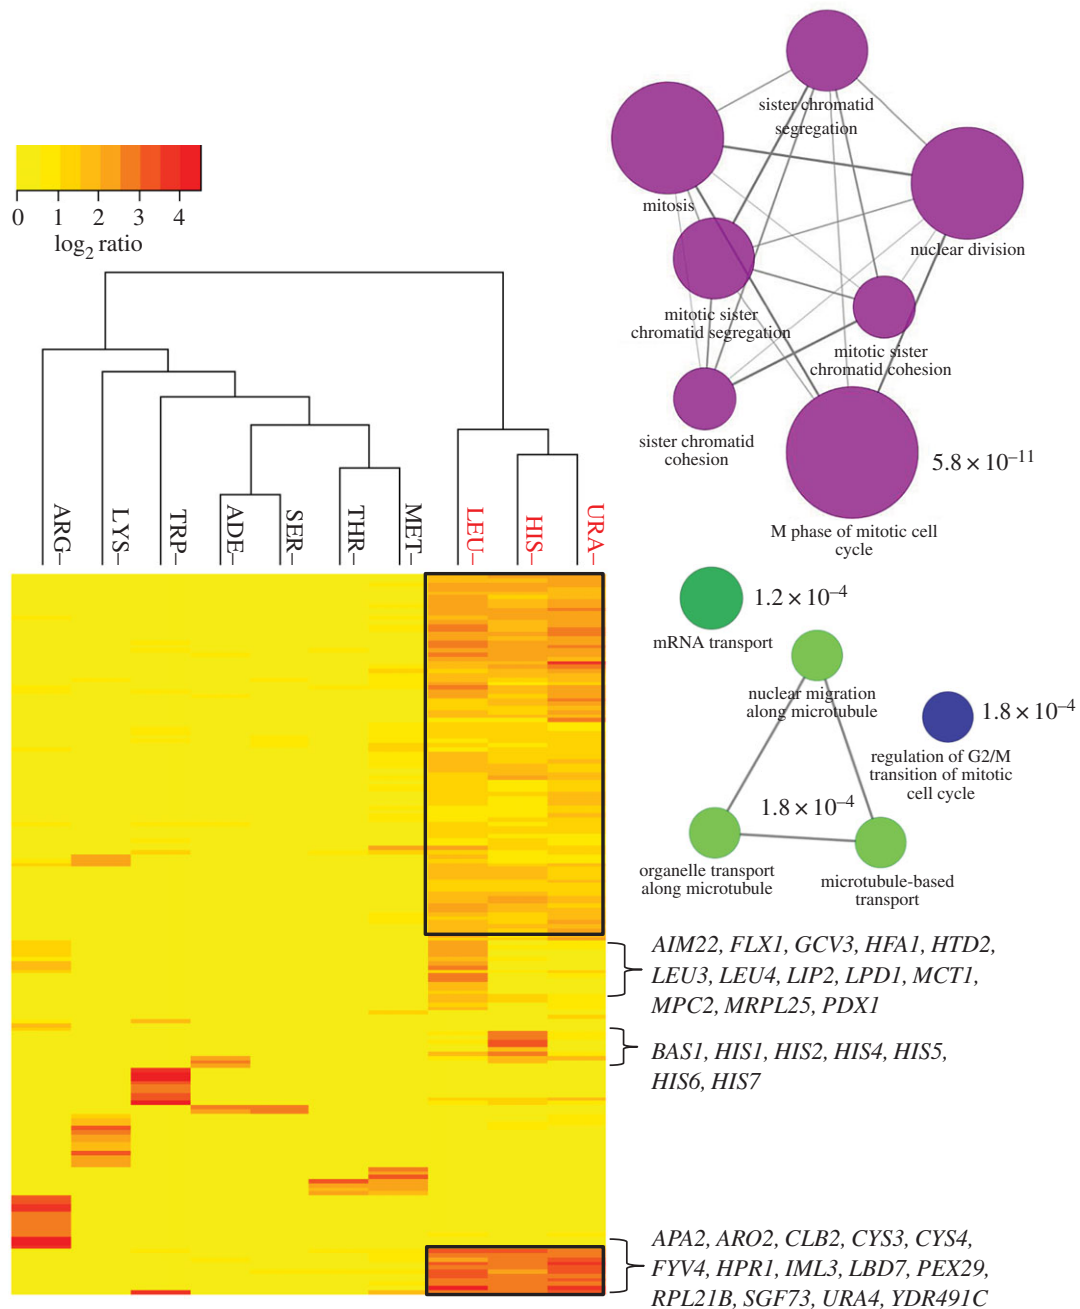 0 1 2 3 4
log2 ratio
ARG–
LYS–
TRP–
ADE–
SER–
THR–
MET–
LEU–
HIS–
URA–
sister chromatid
segregation
mitosis
nuclear division
mitotic sister
chromatid segregation
mitotic sister
chromatid cohesion
sister chromatid
cohesion
5.8 × 10–11
M phase of mitotic cell
cycle
1.2 × 10–4
mRNA transport
nuclear migration
along microtubule
1.8 × 10–4
regulation of G2/M
transition of mitotic
cell cycle
1.8 × 10–4
organelle transport
along microtubule
microtubule-based
transport
AIM22, FLX1, GCV3, HFA1, HTD2,
LEU3, LEU4, LIP2, LPD1, MCT1,
MPC2, MRPL25, PDX1
BAS1, HIS1, HIS2, HIS4, HIS5,
HIS6, HIS7
APA2, ARO2, CLB2, CYS3, CYS4,
FYV4, HPR1, IML3, LBD7, PEX29,
RPL21B, SGF73, URA4, YDR491C